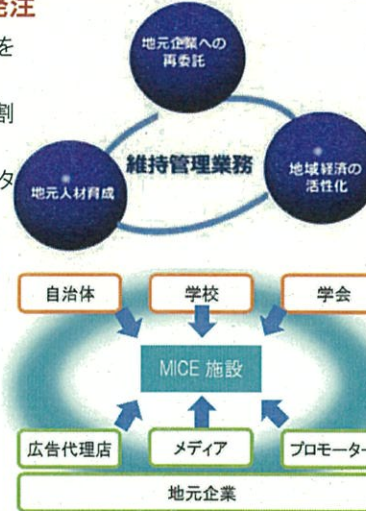 発注
を
割
タ
地元企業への
再委託
維持管理業務
地元人材育成
地域経済の
活性化
自治体
学校
学会
MICE 施設
広告代理店
メディア
プロモーター
地元企業